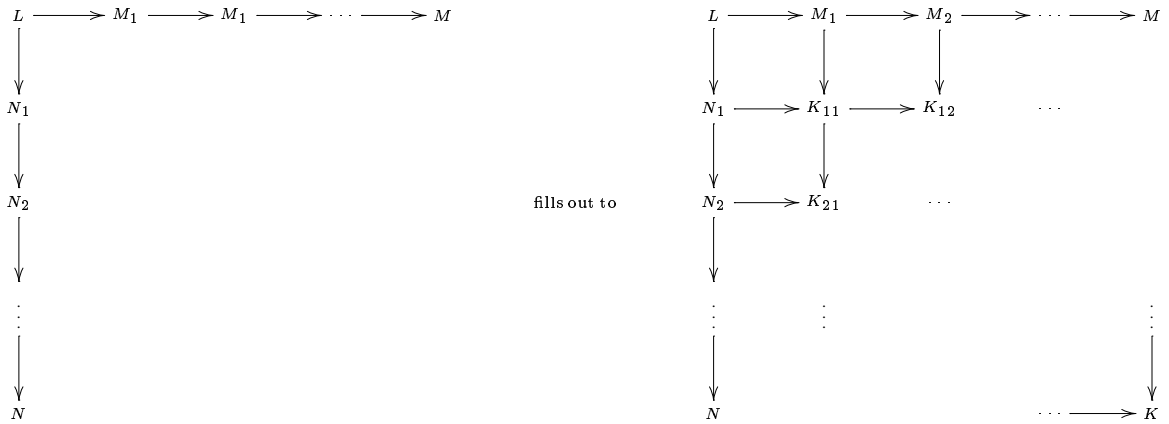 L M₁ M₁ ··· M L M₁ M₂ ··· M
N₁ N₁ K₁₁ K₁₂ ···
N₂ fills out to N₂ K₂₁ ···
⋮ ⋮ ⋮ ⋮
N N ··· K